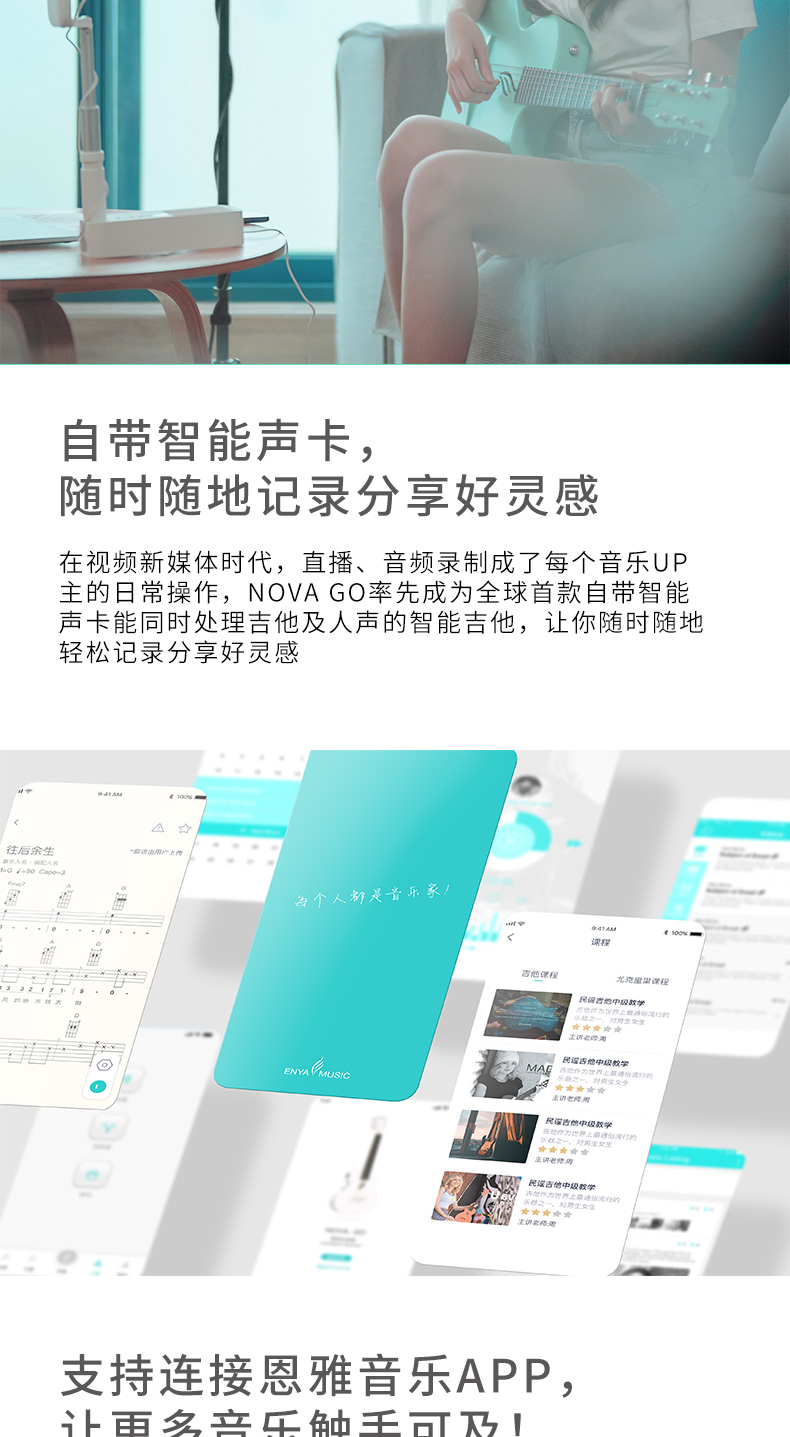 自带智能声卡，
随时随地记录分享好灵感
在视频新媒体时代，直播、音频录制成了每个音乐UP
主的日常操作，NOVA GO率先成为全球首款自带智能
声卡能同时处理吉他及人声的智能吉他，让你随时随地
轻松记录分享好灵感
9:41 AM
100%
往后余生
音乐人名·编配人名
*曲谱由用户上传
1=G ♩=90 Capo=3
Fmaj7 A G
A D
D
每个人都是音乐家！
ENYA MUSIC
9:41 AM
100%
课程
吉他课程
尤克里里课程
民谣吉他中级教学
吉他作为世界上最通俗流行的
乐器之一，对男生女生
主讲老师:周
民谣吉他中级教学
吉他作为世界上最通俗流行的
乐器之一，对男生女生
主讲老师:周
民谣吉他中级教学
吉他作为世界上最通俗流行的
乐器之一，对男生女生
主讲老师:周
民谣吉他中级教学
吉他作为世界上最通俗流行的
乐器之一，对男生女生
主讲老师:周
NOVA GO
支持连接恩雅音乐APP，
让更多音乐触手可及！